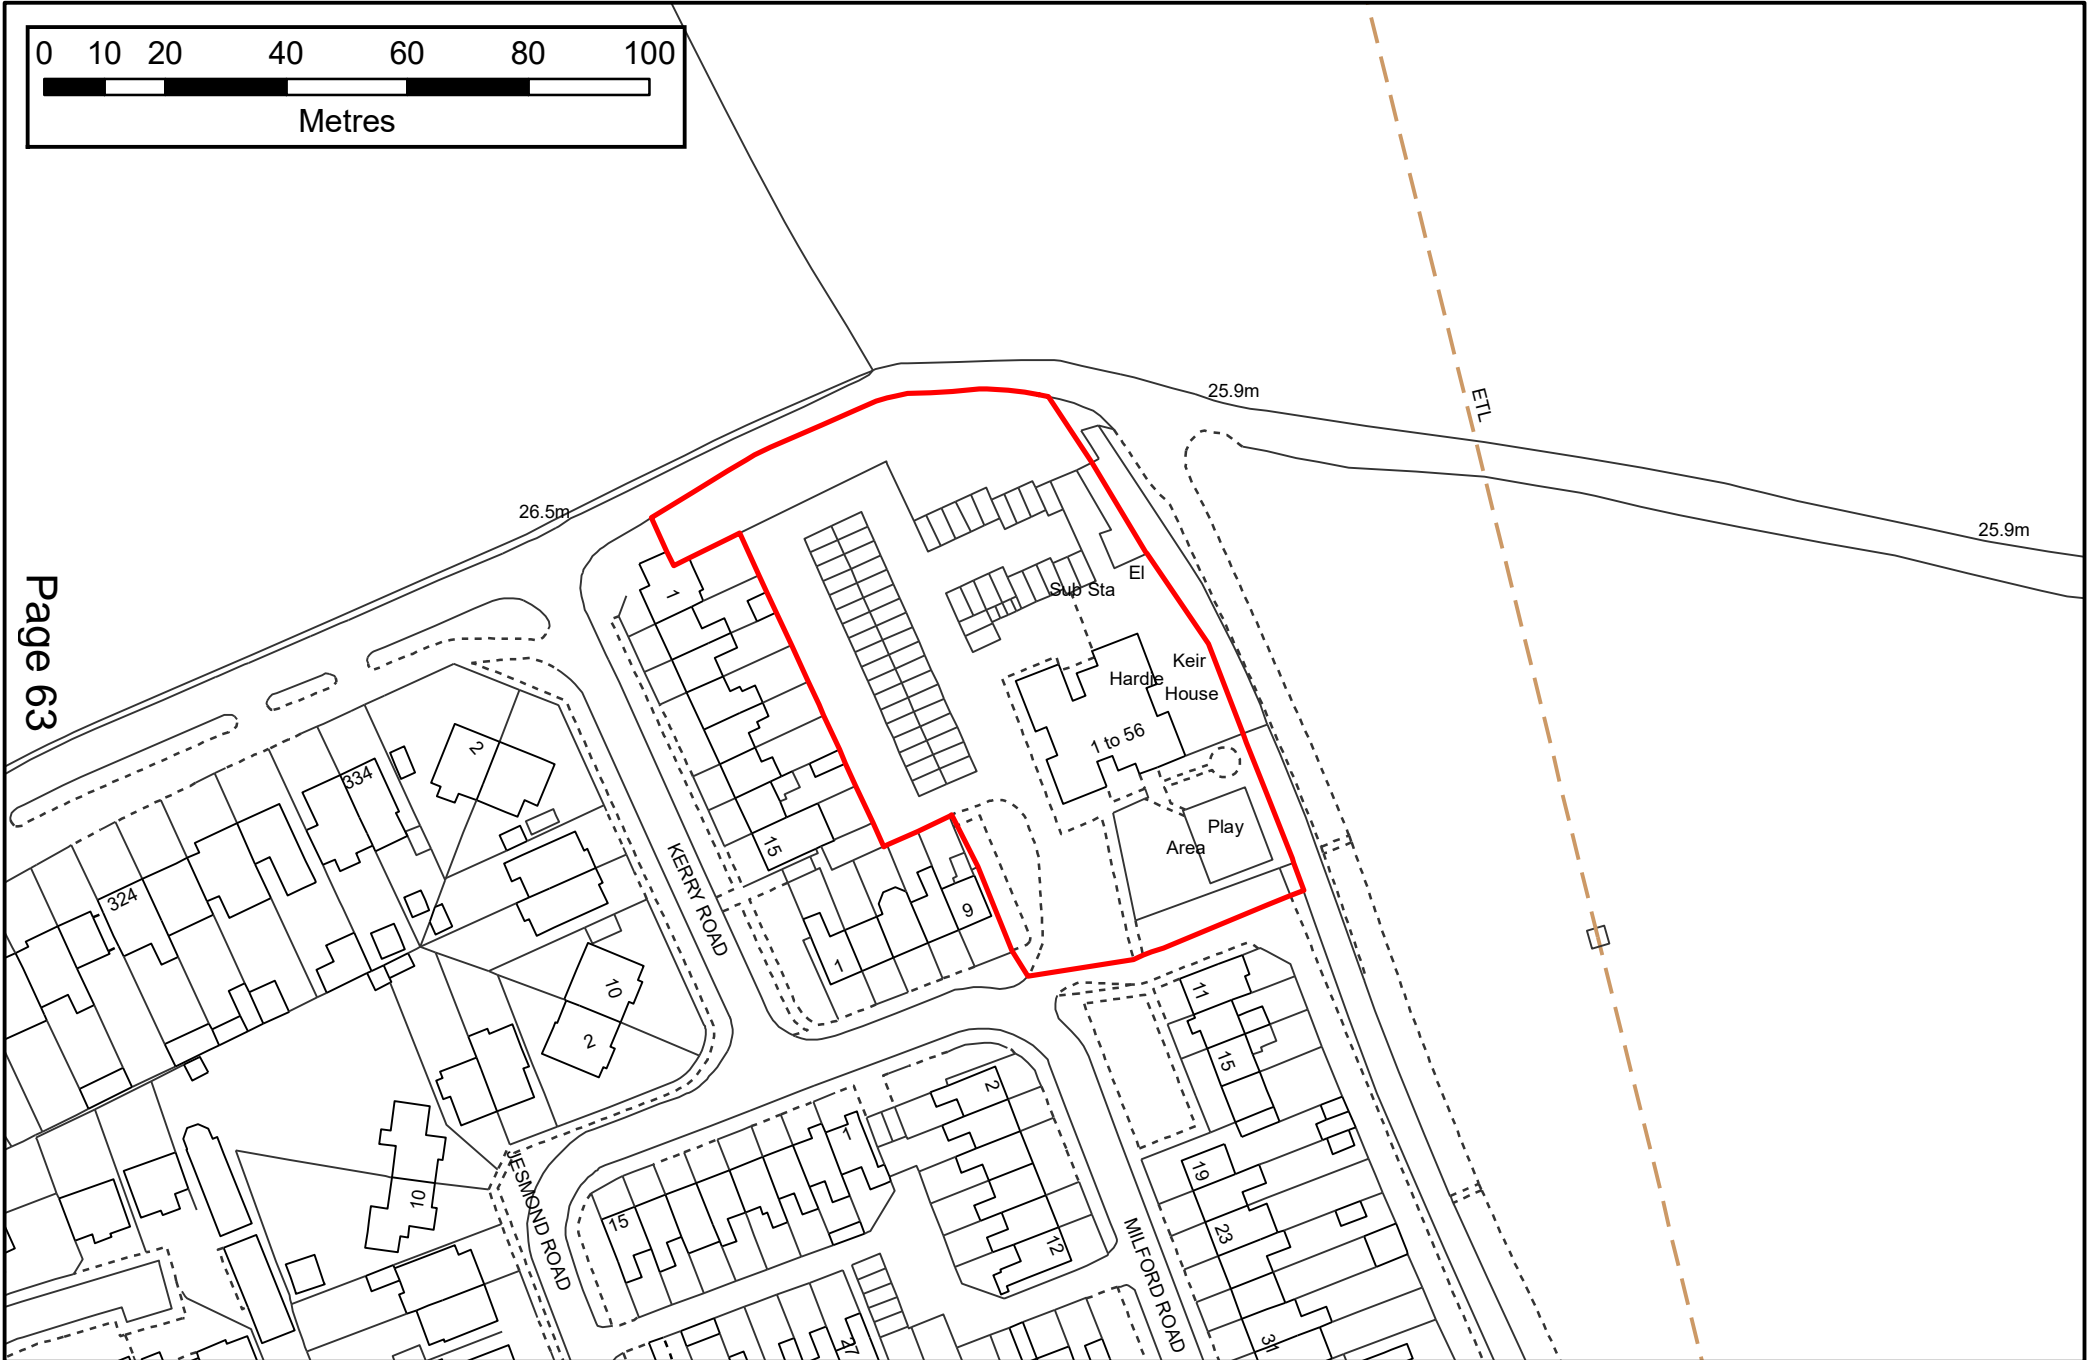 0 10 20 40 60 80 100
Metres
25.9m
ETL
26.5m
25.9m
El
Sub Sta
1
Keir
Hardie
House
1 to 56
2
334
Play
Area
15
KERRY ROAD
324
9
1
10
2
11
15
2
1
10
JESMOND ROAD
15
12
19
23
MILFORD ROAD
27
31
Page 63